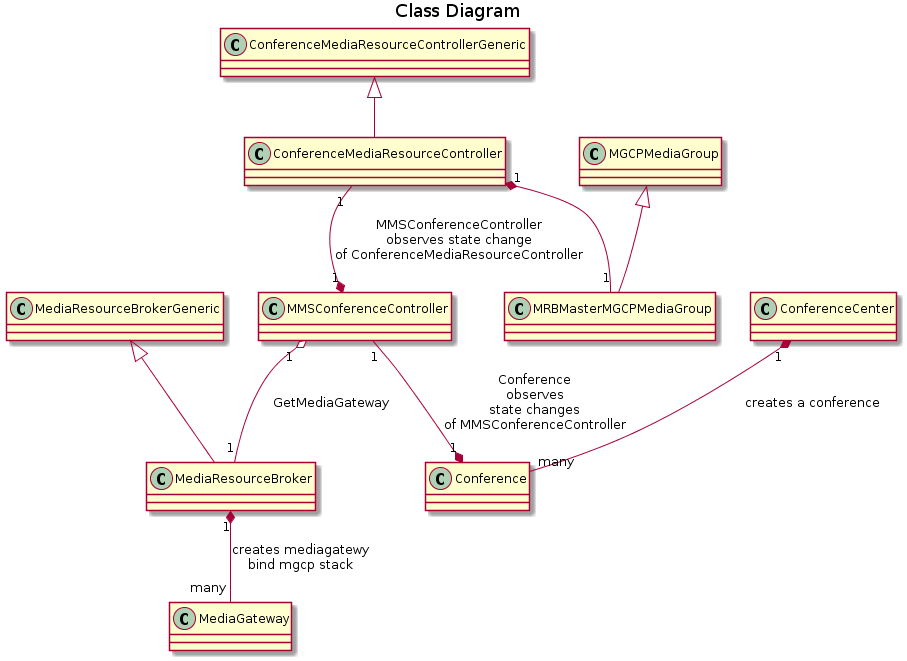 Class Diagram
C ConferenceMediaResourceControllerGeneric
C ConferenceMediaResourceController
C MGCPMediaGroup
1
1
MMSConferenceController
observes state change
of ConferenceMediaResourceController
1
1
C MediaResourceBrokerGeneric
C MMSConferenceController
C MRBMasterMGCPMediaGroup
C ConferenceCenter
1
1
1
GetMediaGateway
Conference
observes
state changes
of MMSConferenceController
creates a conference
1
1
many
C MediaResourceBroker
C Conference
1
creates mediagatewy
bind mgcp stack
many
C MediaGateway